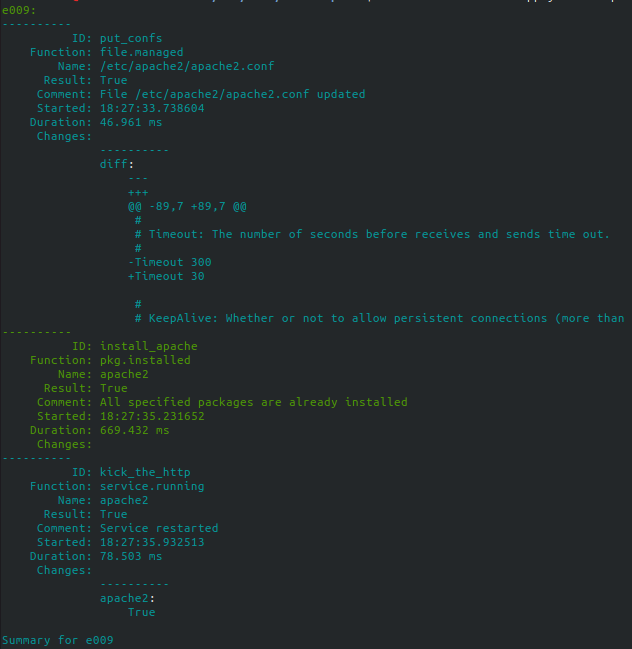 e009:
----------
          ID: put_confs
    Function: file.managed
        Name: /etc/apache2/apache2.conf
      Result: True
     Comment: File /etc/apache2/apache2.conf updated
     Started: 18:27:33.738604
    Duration: 46.961 ms
     Changes:
              ----------
              diff:
                  ---
                  +++
                  @@ -89,7 +89,7 @@
                   #
                   # Timeout: The number of seconds before receives and sends time out.
                   #
                  -Timeout 300
                  +Timeout 30

                   #
                   # KeepAlive: Whether or not to allow persistent connections (more than
----------
          ID: install_apache
    Function: pkg.installed
        Name: apache2
      Result: True
     Comment: All specified packages are already installed
     Started: 18:27:35.231652
    Duration: 669.432 ms
     Changes:
----------
          ID: kick_the_http
    Function: service.running
        Name: apache2
      Result: True
     Comment: Service restarted
     Started: 18:27:35.932513
    Duration: 78.503 ms
     Changes:
              ----------
              apache2:
                  True

Summary for e009